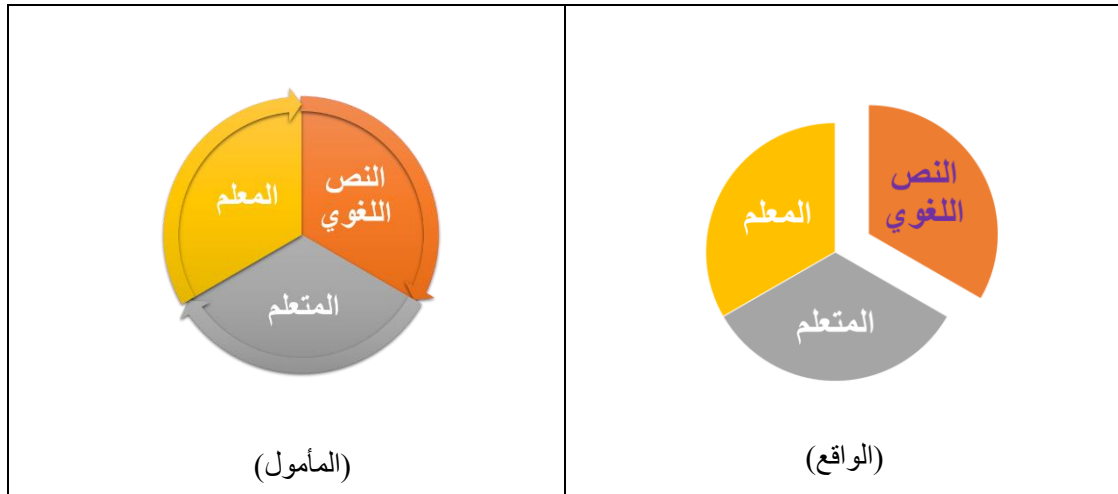 النص
اللغوي
المعلم
المتعلم
(الواقع)
النص
اللغوي
المعلم
المتعلم
(المأمول)